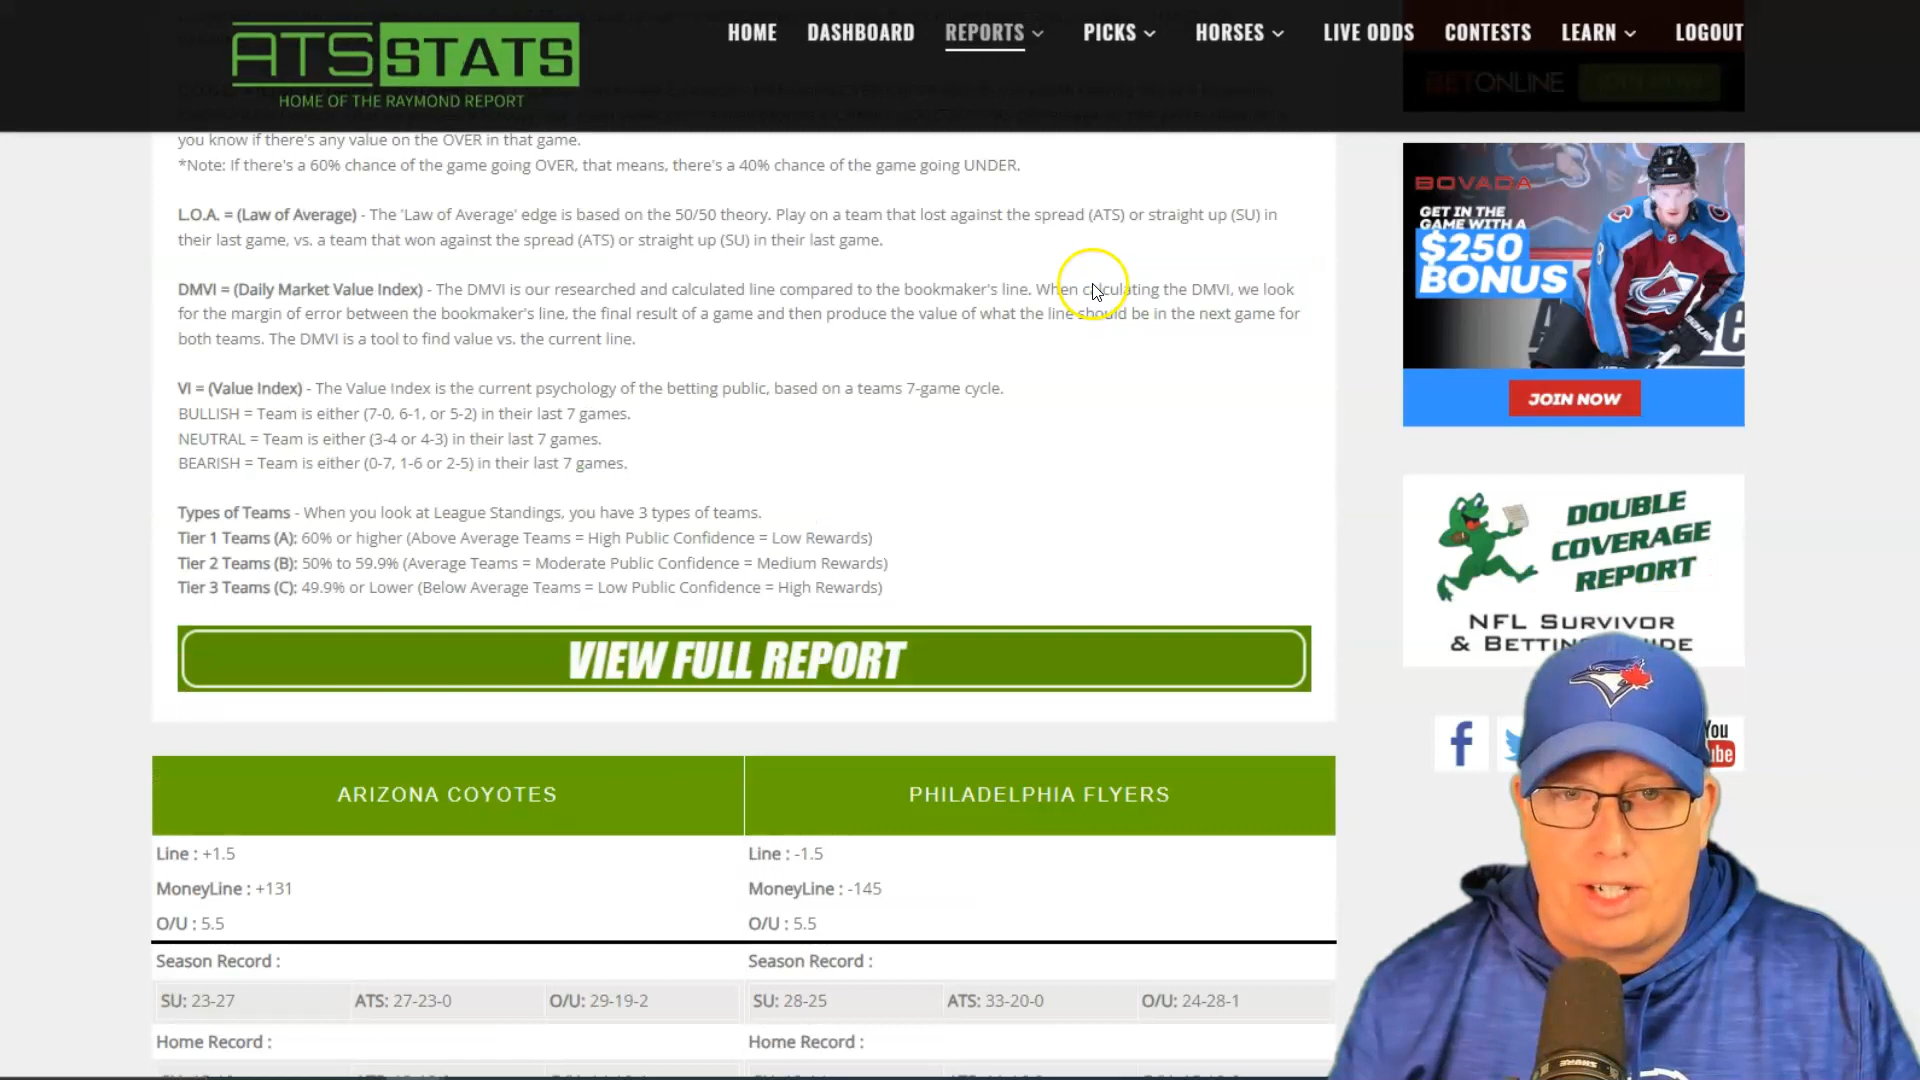 ATS STATS
HOME OF THE RAYMOND REPORT
HOME DASHBOARD REPORTS PICKS HORSES LIVE ODDS CONTESTS LEARN LOGOUT
BETONLINE
you know if there's any value on the OVER in that game.
*Note: If there's a 60% chance of the game going OVER, that means, there's a 40% chance of the game going UNDER.
L.O.A. = (Law of Average) - The 'Law of Average' edge is based on the 50/50 theory. Play on a team that lost against the spread (ATS) or straight up (SU) in
their last game, vs. a team that won against the spread (ATS) or straight up (SU) in their last game.
DMVI = (Daily Market Value Index) - The DMVI is our researched and calculated line compared to the bookmaker's line. When calculating the DMVI, we look
for the margin of error between the bookmaker's line, the final result of a game and then produce the value of what the line should be in the next game for
both teams. The DMVI is a tool to find value vs. the current line.
VI = (Value Index) - The Value Index is the current psychology of the betting public, based on a teams 7-game cycle.
BULLISH = Team is either (7-0, 6-1, or 5-2) in their last 7 games.
NEUTRAL = Team is either (3-4 or 4-3) in their last 7 games.
BEARISH = Team is either (0-7, 1-6 or 2-5) in their last 7 games.
Types of Teams - When you look at League Standings, you have 3 types of teams.
Tier 1 Teams (A): 60% or higher (Above Average Teams = High Public Confidence = Low Rewards)
Tier 2 Teams (B): 50% to 59.9% (Average Teams = Moderate Public Confidence = Medium Rewards)
Tier 3 Teams (C): 49.9% or Lower (Below Average Teams = Low Public Confidence = High Rewards)
VIEW FULL REPORT
ARIZONA COYOTES PHILADELPHIA FLYERS
Line : +1.5 Line : -1.5
MoneyLine : +131 MoneyLine : -145
O/U : 5.5 O/U : 5.5
Season Record : Season Record :
SU: 23-27 ATS: 27-23-0 O/U: 29-19-2 SU: 28-25 ATS: 33-20-0 O/U: 24-28-1
Home Record : Home Record :
BOVADA
GET IN THE
GAME WITH A
$250
BONUS
JOIN NOW
DOUBLE
COVERAGE
REPORT
NFL SURVIVOR
& BETTING
You